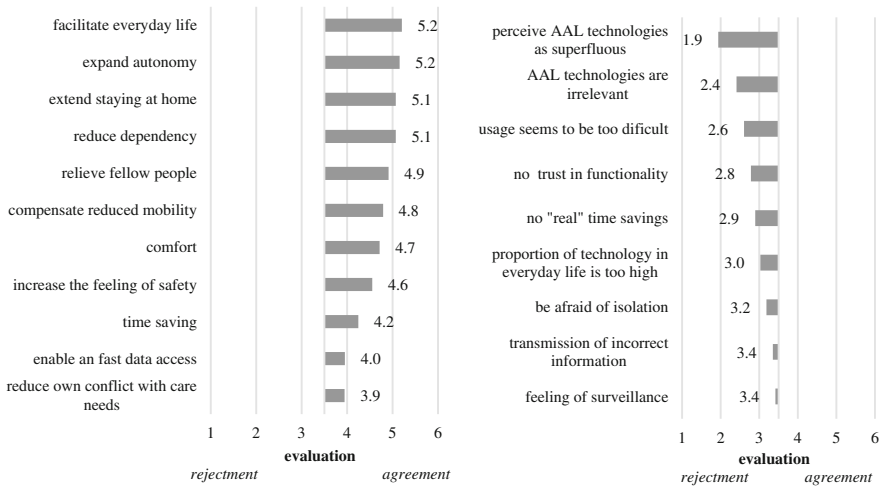 facilitate everyday life 5.2
expand autonomy 5.2
extend staying at home 5.1
reduce dependency 5.1
relieve fellow people 4.9
compensate reduced mobility 4.8
comfort 4.7
increase the feeling of safety 4.6
time saving 4.2
enable an fast data access 4.0
reduce own conflict with care
needs 3.9
1 2 3 4 5 6
evaluation
rejectment agreement
perceive AAL technologies
as superfluous 1.9
AAL technologies are
irrelevant 2.4
usage seems to be too dificult 2.6
no trust in functionality 2.8
no "real" time savings 2.9
proportion of technology in
everyday life is too high 3.0
be afraid of isolation 3.2
transmission of incorrect
information 3.4
feeling of surveillance 3.4
1 2 3 4 5 6
evaluation
rejectment agreement